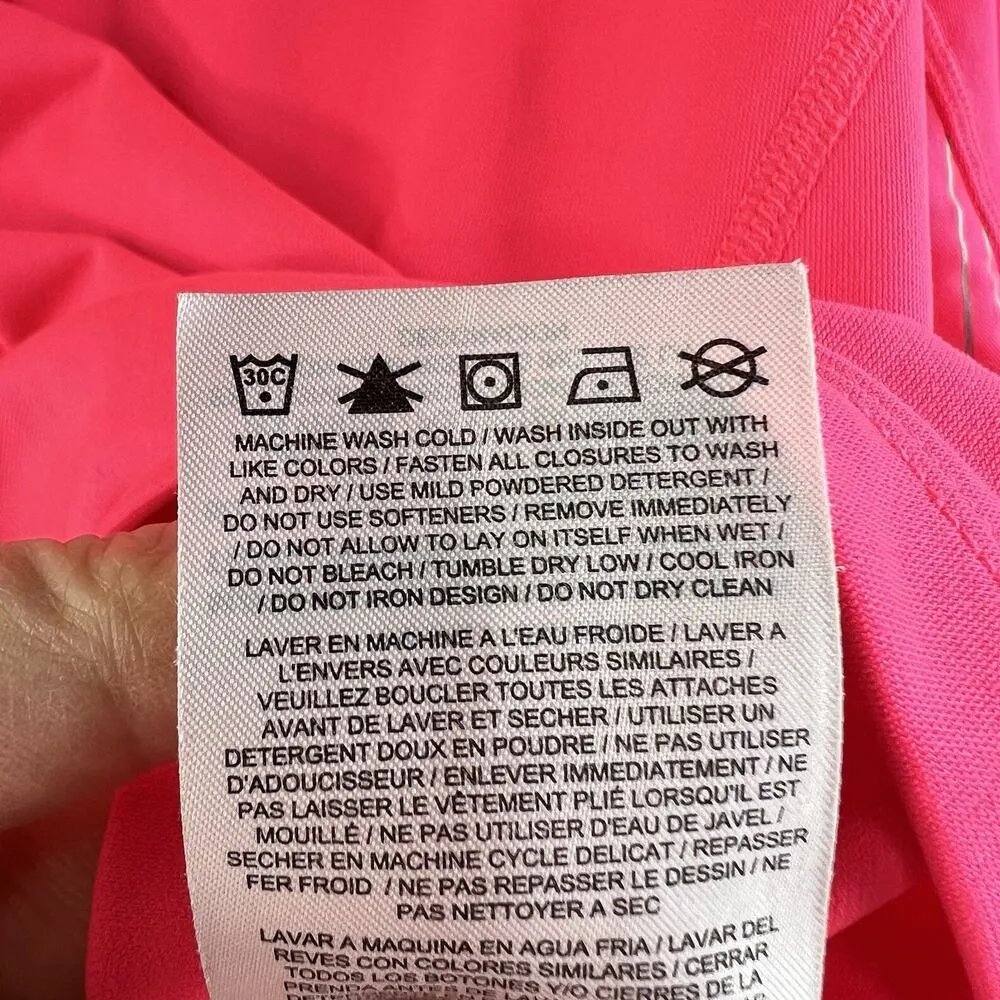 30C
MACHINE WASH COLD / WASH INSIDE OUT WITH
LIKE COLORS / FASTEN ALL CLOSURES TO WASH
AND DRY / USE MILD POWDERED DETERGENT /
DO NOT USE SOFTENERS / REMOVE IMMEDIATELY
/ DO NOT ALLOW TO LAY ON ITSELF WHEN WET /
DO NOT BLEACH / TUMBLE DRY LOW / COOL IRON
/ DO NOT IRON DESIGN / DO NOT DRY CLEAN
LAVER EN MACHINE A L'EAU FROIDE / LAVER A
L'ENVERS AVEC COULEURS SIMILAIRES /
VEUILLEZ BOUCLER TOUTES LES ATTACHES
AVANT DE LAVER ET SECHER / UTILISER UN
DETERGENT DOUX EN POUDRE / NE PAS UTILISER
D'ADOUCISSEUR / ENLEVER IMMEDIATEMENT / NE
PAS LAISSER LE VÊTEMENT PLIÉ LORSQU'IL EST
MOUILLÉ / NE PAS UTILISER D'EAU DE JAVEL /
SECHER EN MACHINE CYCLE DELICAT / REPASSER
FER FROID / NE PAS REPASSER LE DESSIN / NE
PAS NETTOYER A SEC
LAVAR A MAQUINA EN AGUA FRIA / LAVAR DEL
REVES CON COLORES SIMILARES / CERRAR
TODOS LOS BOTONES Y/O CIERRES DE LA
PRENDA ANTES DE